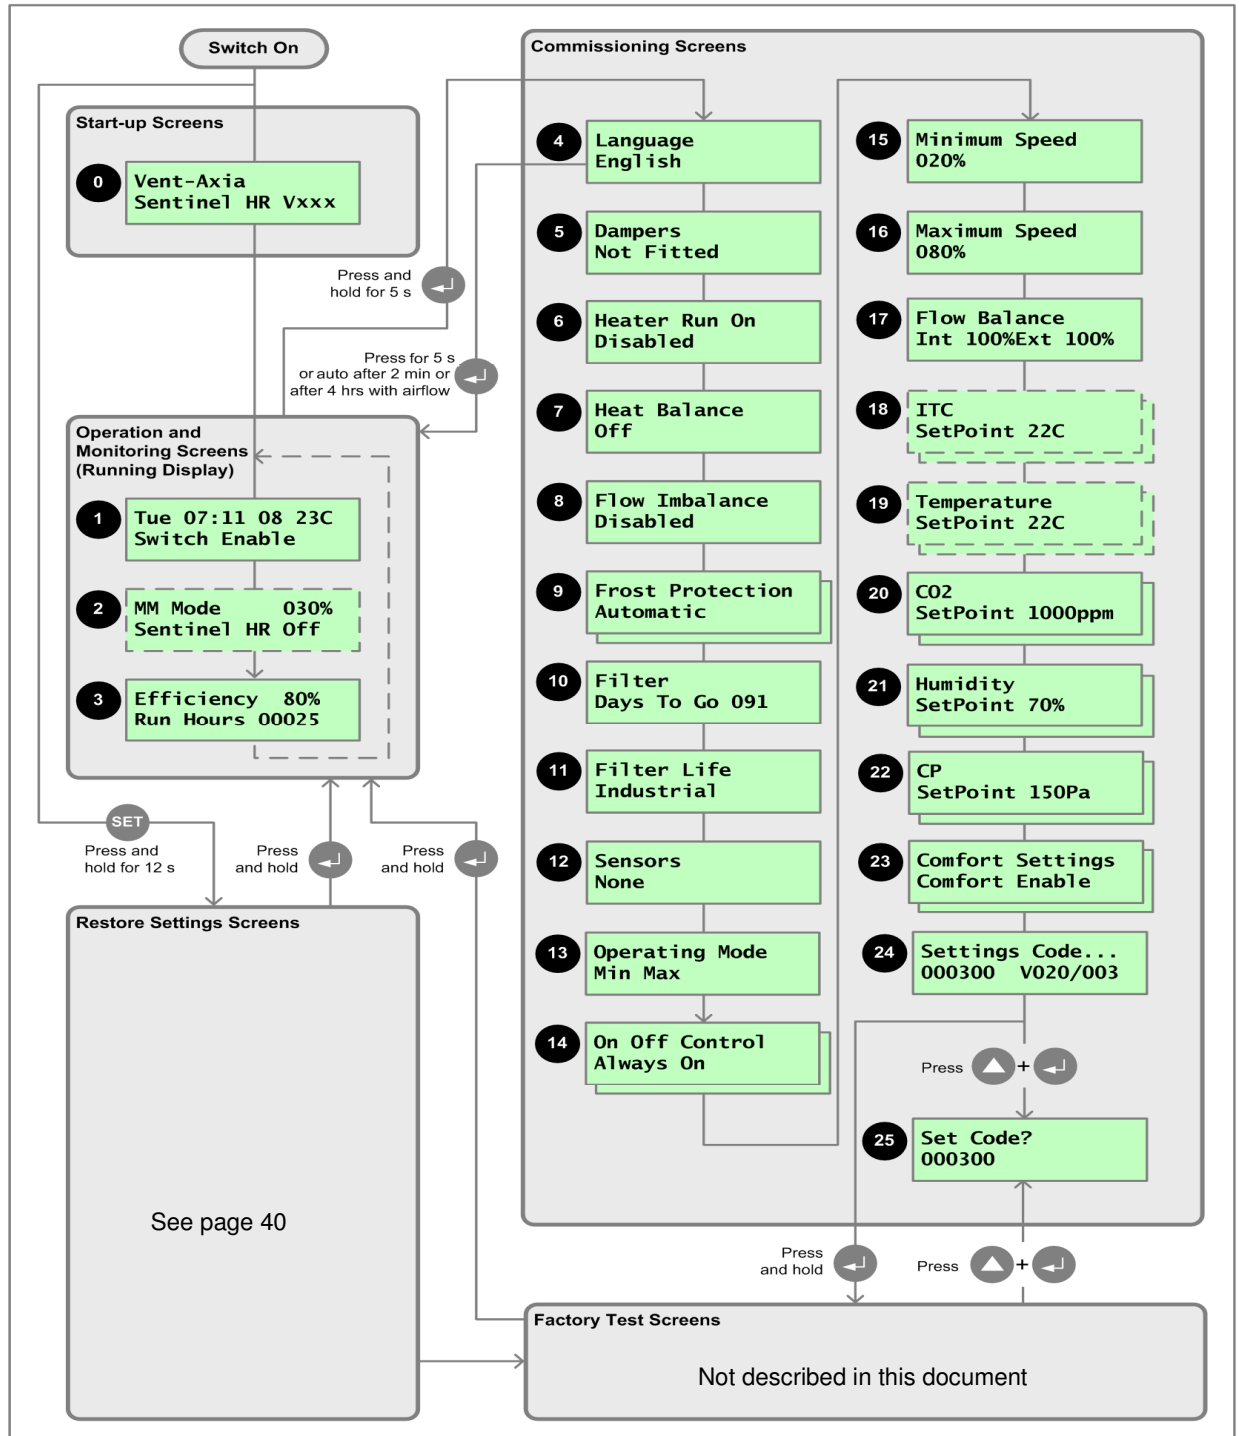 Switch On
Start-up Screens
0
Vent-Axia
Sentinel HR Vxxx
Press and
hold for 5 s
Press for 5 s
or auto after 2 min or
after 4 hrs with airflow
Operation and
Monitoring Screens
(Running Display)
1
Tue 07:11 08 23C
Switch Enable
2
MM Mode 030%
Sentinel HR Off
3
Efficiency 80%
Run Hours 00025
SET
Press and
hold for 12 s
Press
and hold
Press
and hold
Restore Settings Screens
See page 40
Commissioning Screens
4
Language
English
5
Dampers
Not Fitted
6
Heater Run On
Disabled
7
Heat Balance
Off
8
Flow Imbalance
Disabled
9
Frost Protection
Automatic
10
Filter
Days To Go 091
11
Filter Life
Industrial
12
Sensors
None
13
Operating Mode
Min Max
14
On Off Control
Always On
15
Minimum Speed
020%
16
Maximum Speed
080%
17
Flow Balance
Int 100%Ext 100%
18
ITC
SetPoint 22C
19
Temperature
SetPoint 22C
20
CO2
SetPoint 1000ppm
21
Humidity
SetPoint 70%
22
CP
SetPoint 150Pa
23
Comfort Settings
Comfort Enable
24
Settings Code...
000300 V020/003
Press +
25
Set Code?
000300
Press
and hold
Press +
Factory Test Screens
Not described in this document